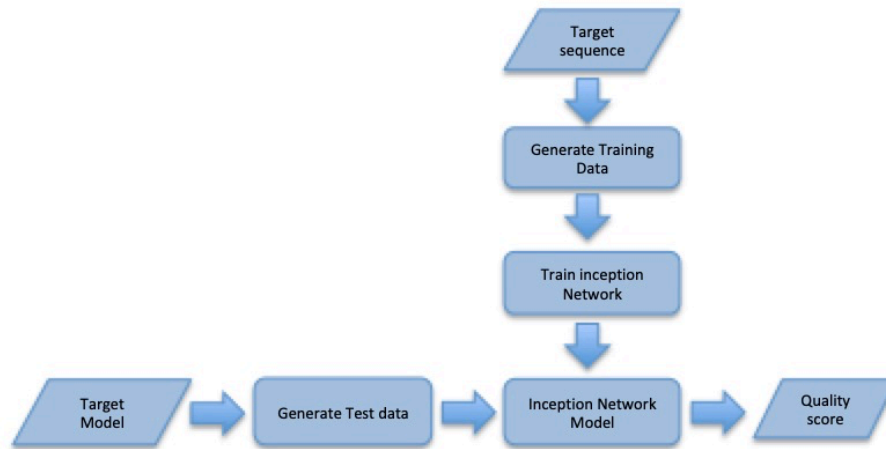 Target
sequence
Generate Training
Data
Train inception
Network
Target
Model
Generate Test data
Inception Network
Model
Quality
score